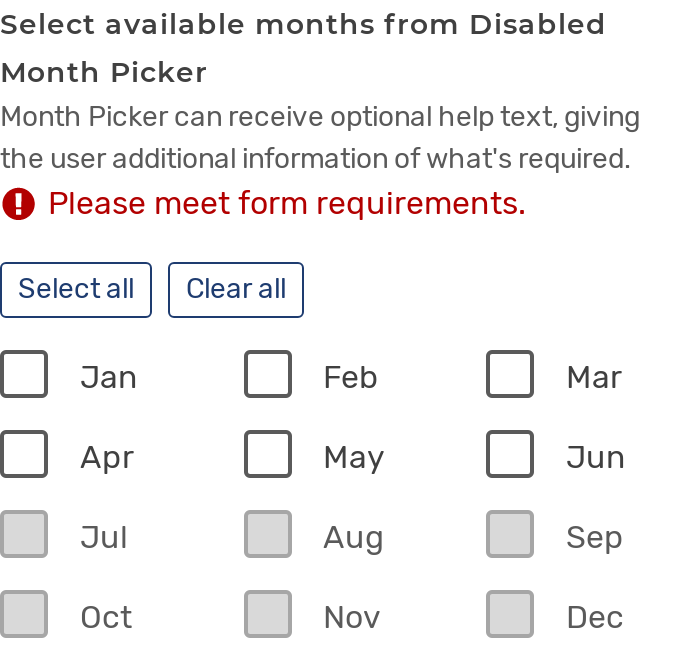 Select available months from Disabled
Month Picker
Month Picker can receive optional help text, giving
the user additional information of what's required.
Please meet form requirements.
Select all Clear all
Jan Feb Mar
Apr May Jun
Jul Aug Sep
Oct Nov Dec